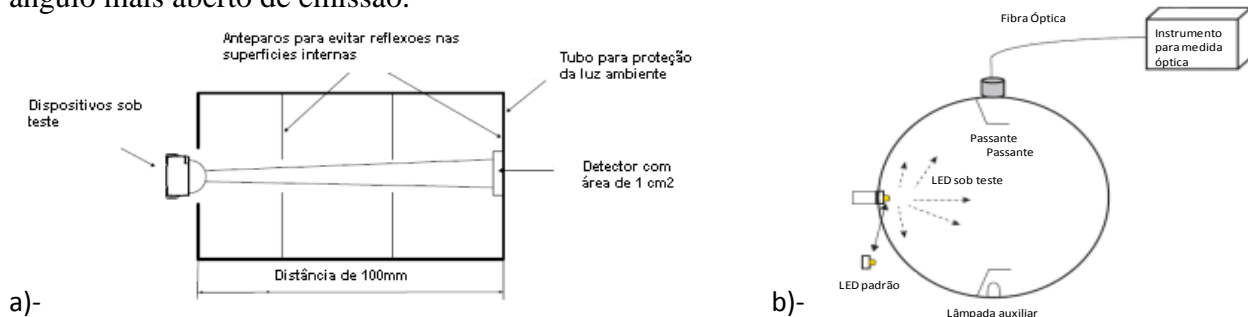 ângulo mais aberto de emissão.
Anteparos para evitar reflexoes nas
superficies internas
Tubo para proteção
da luz ambiente
Dispositivos sob
teste
Detector com
área de 1 cm2
Distância de 100mm
a)-
Fibra Óptica
Instrumento
para medida
óptica
Passante
Passante
LED sob teste
LED padrão
Lâmpada auxiliar
b)-